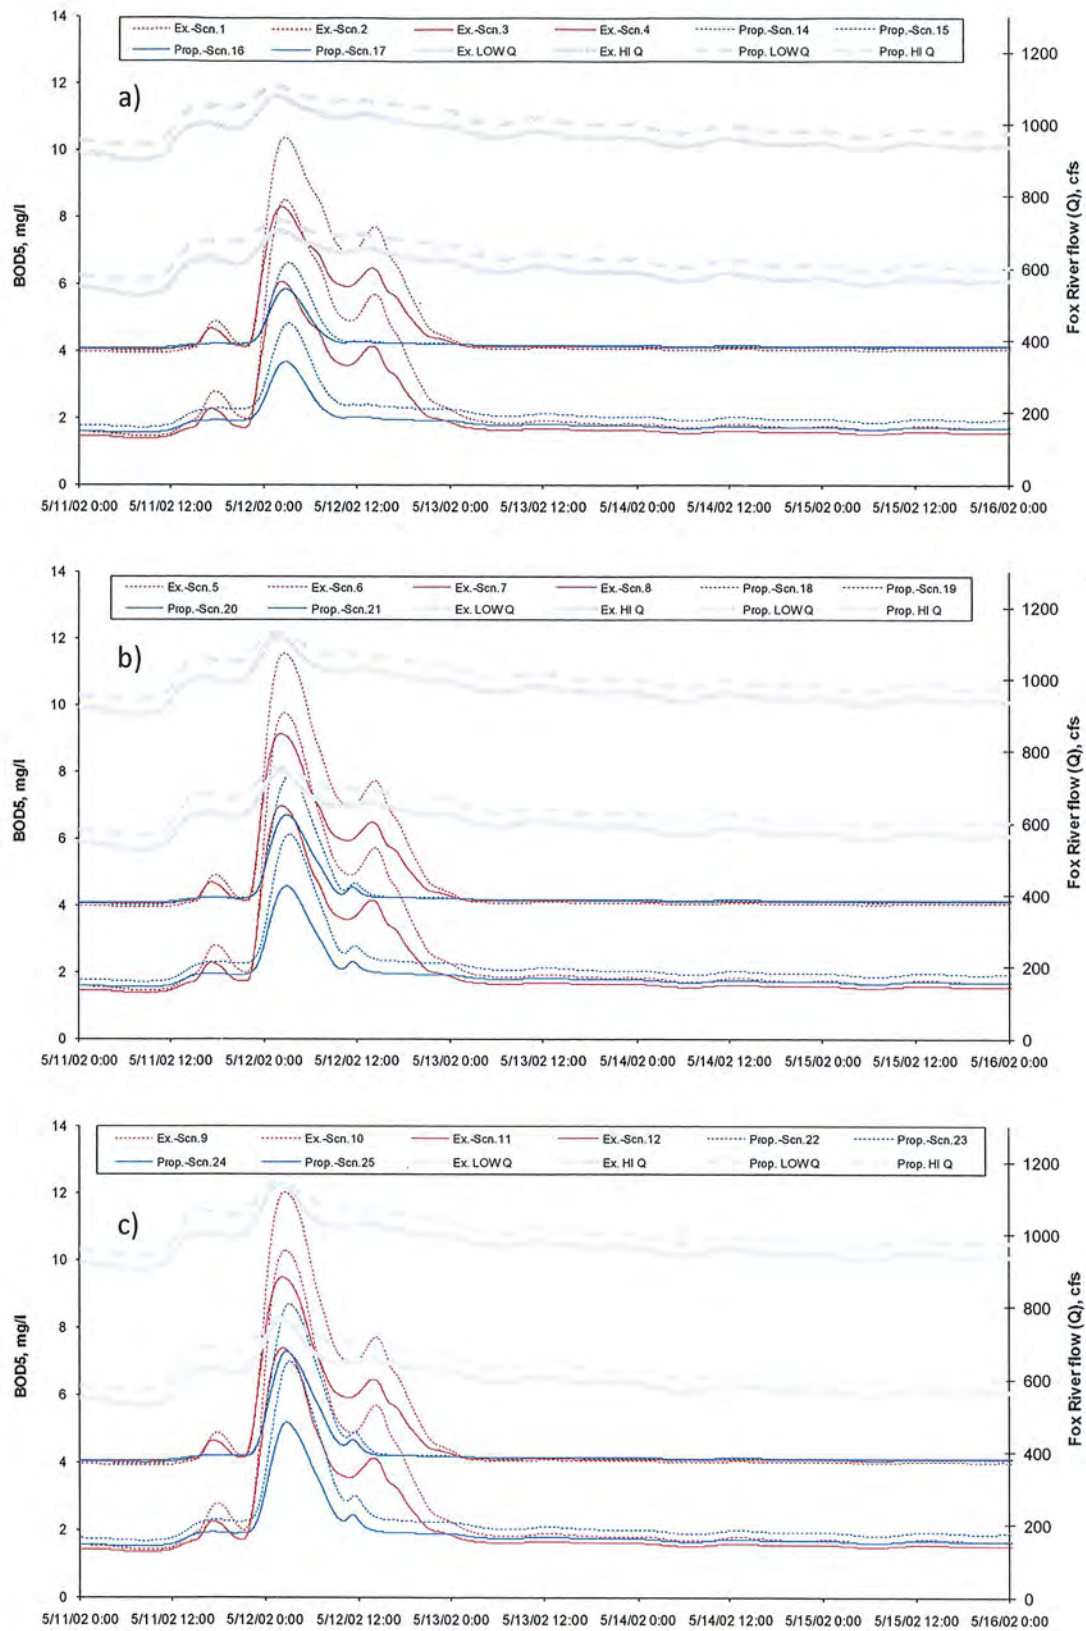 14
Ex.-Scn.1 Ex.-Scn.2 Ex.-Scn.3 Ex.-Scn.4 Prop.-Scn.14 Prop.-Scn.15
Prop.-Scn.16 Prop.-Scn.17 Ex. LOW Q Ex. HI Q Prop. LOW Q Prop. HI Q
1200
12
a)
1000
10
800
8
BOD5, mg/l
Fox River flow (Q), cfs
600
6
400
4
200
2
0
0
5/11/02 0:00 5/11/02 12:00 5/12/02 0:00 5/12/02 12:00 5/13/02 0:00 5/13/02 12:00 5/14/02 0:00 5/14/02 12:00 5/15/02 0:00 5/15/02 12:00 5/16/02 0:00
14
Ex.-Scn.5 Ex.-Scn.6 Ex.-Scn.7 Ex.-Scn.8 Prop.-Scn.18 Prop.-Scn.19
Prop.-Scn.20 Prop.-Scn.21 Ex. LOW Q Ex. HI Q Prop. LOW Q Prop. HI Q
1200
12
b)
1000
10
800
8
BOD5, mg/l
Fox River flow (Q), cfs
600
6
400
4
200
2
0
0
5/11/02 0:00 5/11/02 12:00 5/12/02 0:00 5/12/02 12:00 5/13/02 0:00 5/13/02 12:00 5/14/02 0:00 5/14/02 12:00 5/15/02 0:00 5/15/02 12:00 5/16/02 0:00
14
Ex.-Scn.9 Ex.-Scn.10 Ex.-Scn.11 Ex.-Scn.12 Prop.-Scn.22 Prop.-Scn.23
Prop.-Scn.24 Prop.-Scn.25 Ex. LOW Q Ex. HI Q Prop. LOW Q Prop. HI Q
1200
12
c)
1000
10
800
8
BOD5, mg/l
Fox River flow (Q), cfs
600
6
400
4
200
2
0
0
5/11/02 0:00 5/11/02 12:00 5/12/02 0:00 5/12/02 12:00 5/13/02 0:00 5/13/02 12:00 5/14/02 0:00 5/14/02 12:00 5/15/02 0:00 5/15/02 12:00 5/16/02 0:00